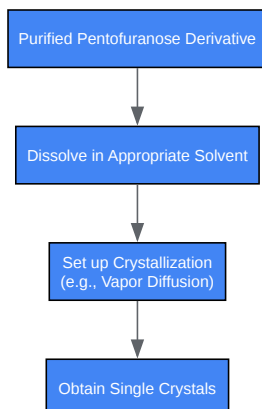 Purified Pentofuranose Derivative
Dissolve in Appropriate Solvent
Set up Crystallization
(e.g., Vapor Diffusion)
Obtain Single Crystals